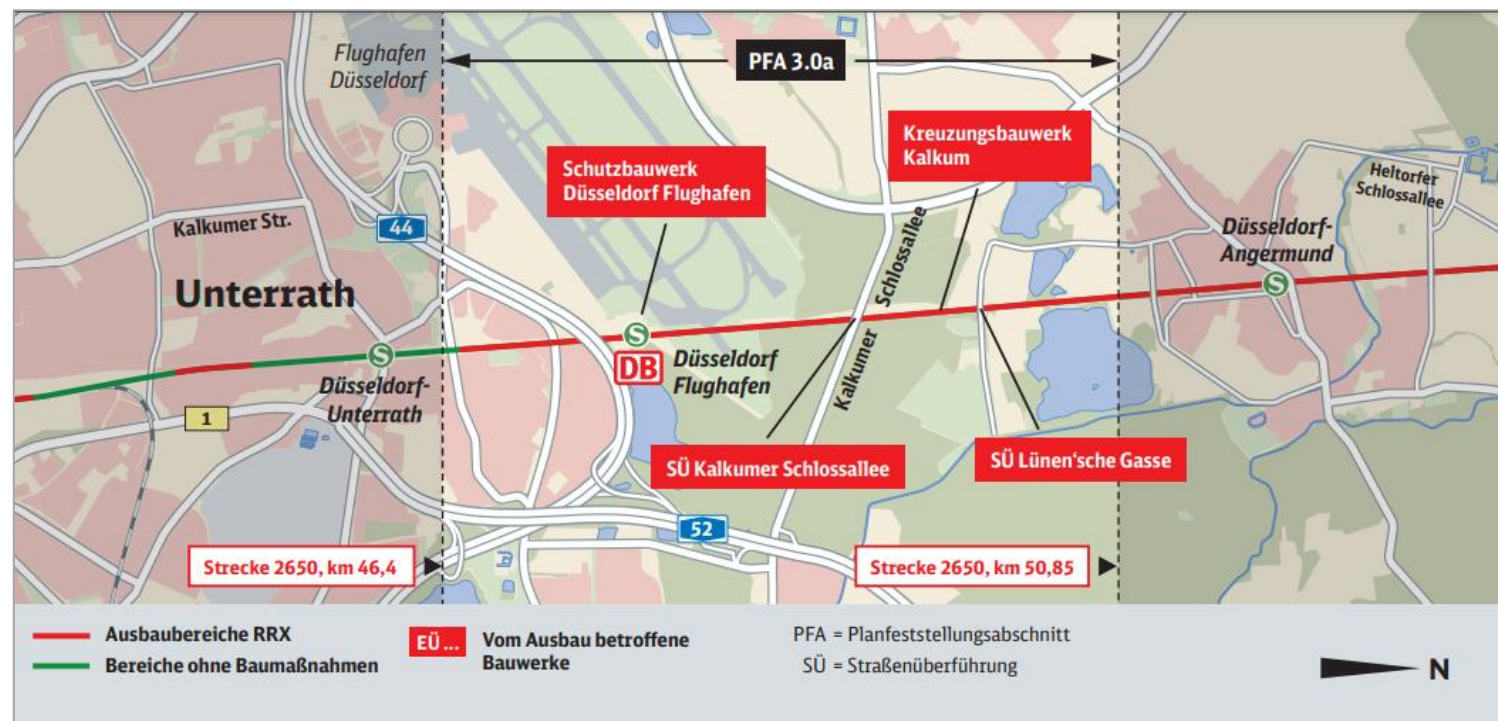 Flughafen
Düsseldorf
PFA 3.0a
Kreuzungsbauwerk
Kalkum
Schutzbauwerk
Düsseldorf Flughafen
Heltorfer
Schlossallee
Kalkumer Str.
44
Düsseldorf-
Angermund
Unterrath
Kalkumer Schlossallee
S
S
S
DB
Düsseldorf
Flughafen
Düsseldorf-
Unterrath
1
SÜ Kalkumer Schlossallee
SÜ Lünen‘sche Gasse
52
Strecke 2650, km 46,4
Strecke 2650, km 50,85
Ausbaubereiche RRX
Bereiche ohne Baumaßnahmen
EÜ ...
Vom Ausbau betroffene
Bauwerke
PFA = Planfeststellungsabschnitt
SÜ = Straßenüberführung
N